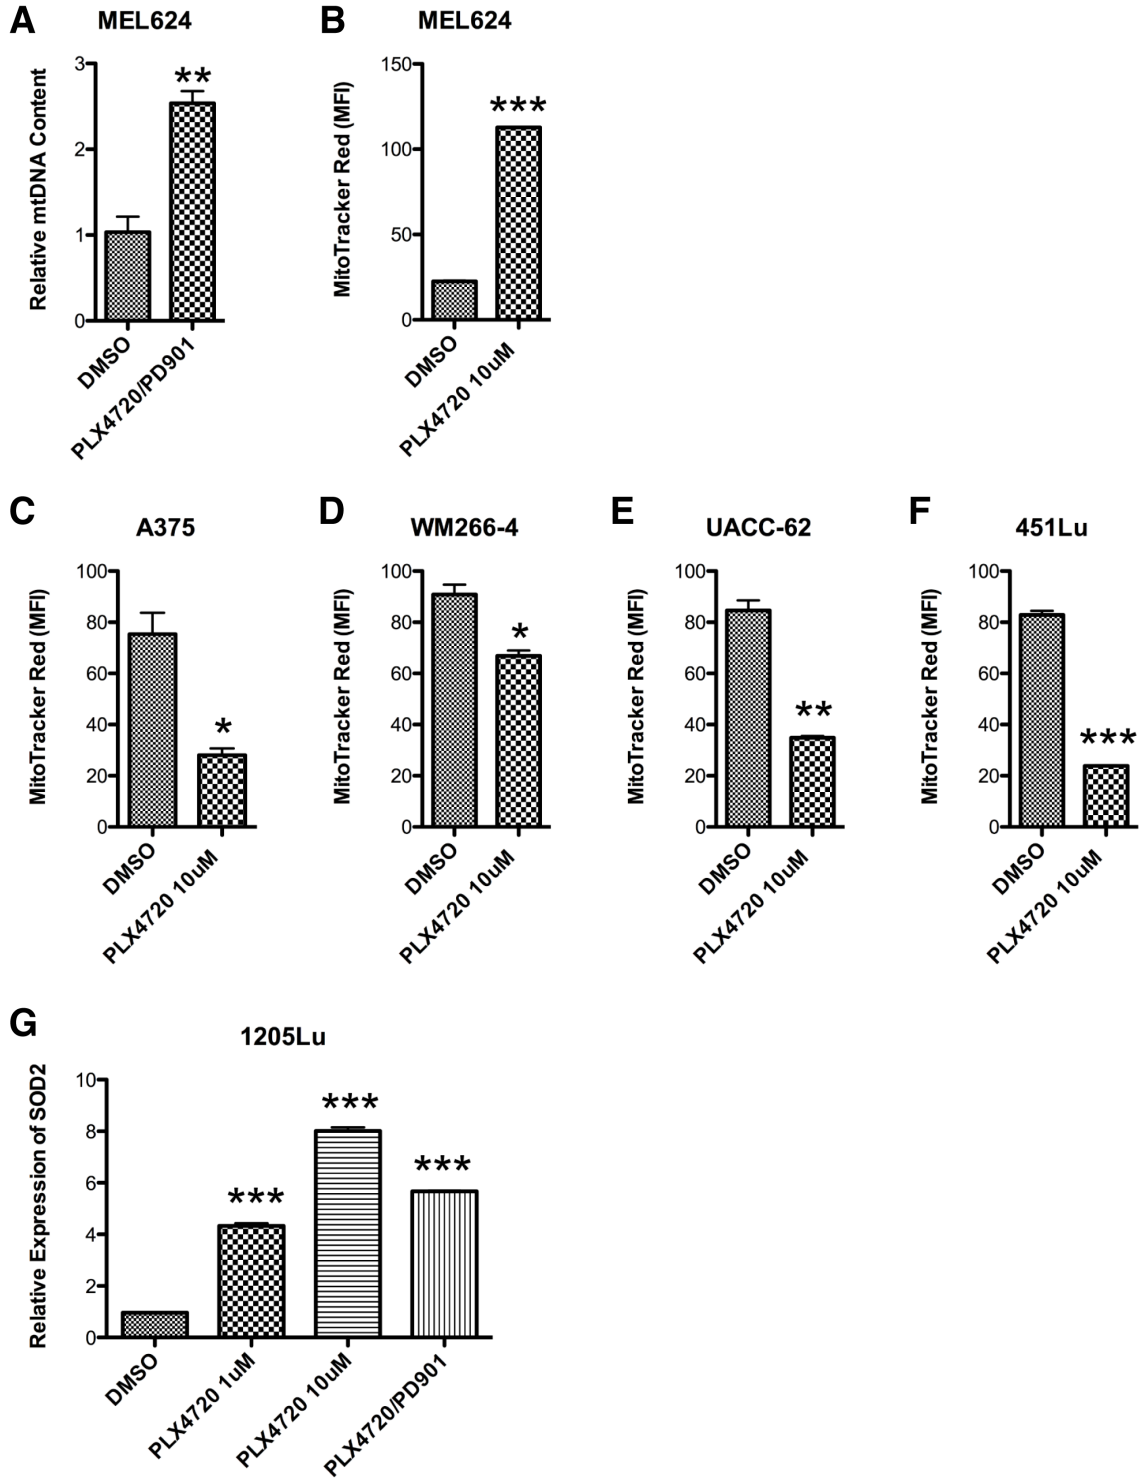 A
MEL624
Relative mtDNA Content
3
2
1
0
**
DMSO
PLX4720/PD901
B
MEL624
MitoTracker Red (MFI)
150
100
50
0
***
DMSO
PLX4720 10uM
C
A375
MitoTracker Red (MFI)
100
80
60
40
20
0
*
DMSO
PLX4720 10uM
D
WM266-4
MitoTracker Red (MFI)
100
80
60
40
20
0
*
DMSO
PLX4720 10uM
E
UACC-62
MitoTracker Red (MFI)
100
80
60
40
20
0
**
DMSO
PLX4720 10uM
F
451Lu
MitoTracker Red (MFI)
100
80
60
40
20
0
***
DMSO
PLX4720 10uM
G
1205Lu
Relative Expression of SOD2
10
8
6
4
2
0
***
***
***
DMSO
PLX4720 1uM
PLX4720 10uM
PLX4720/PD901